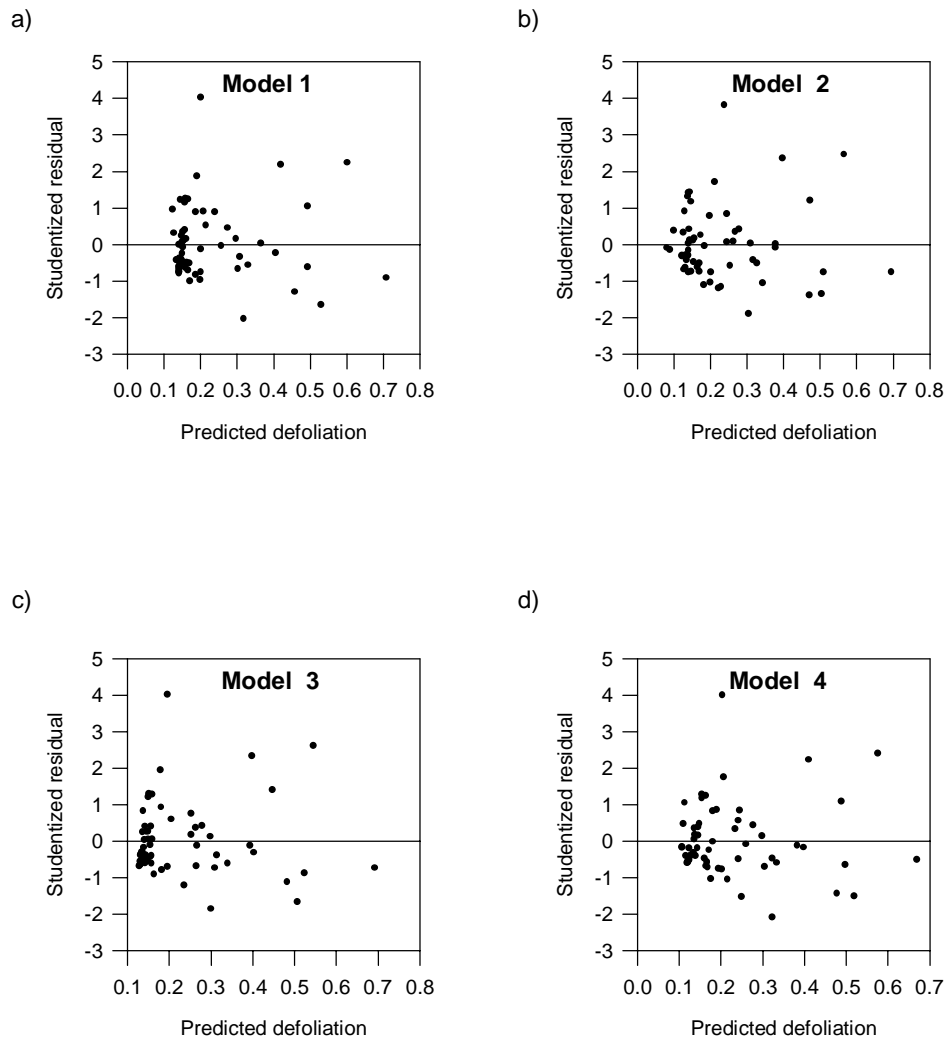 a)
5
4
3
2
1
0
-1
-2
-3
Studentized residual
Model 1
0.0 0.1 0.2 0.3 0.4 0.5 0.6 0.7 0.8
Predicted defoliation
b)
5
4
3
2
1
0
-1
-2
-3
Studentized residual
Model 2
0.0 0.1 0.2 0.3 0.4 0.5 0.6 0.7 0.8
Predicted defoliation
c)
5
4
3
2
1
0
-1
-2
-3
Studentized residual
Model 3
0.1 0.2 0.3 0.4 0.5 0.6 0.7 0.8
Predicted defoliation
d)
5
4
3
2
1
0
-1
-2
-3
Studentized residual
Model 4
0.0 0.1 0.2 0.3 0.4 0.5 0.6 0.7
Predicted defoliation